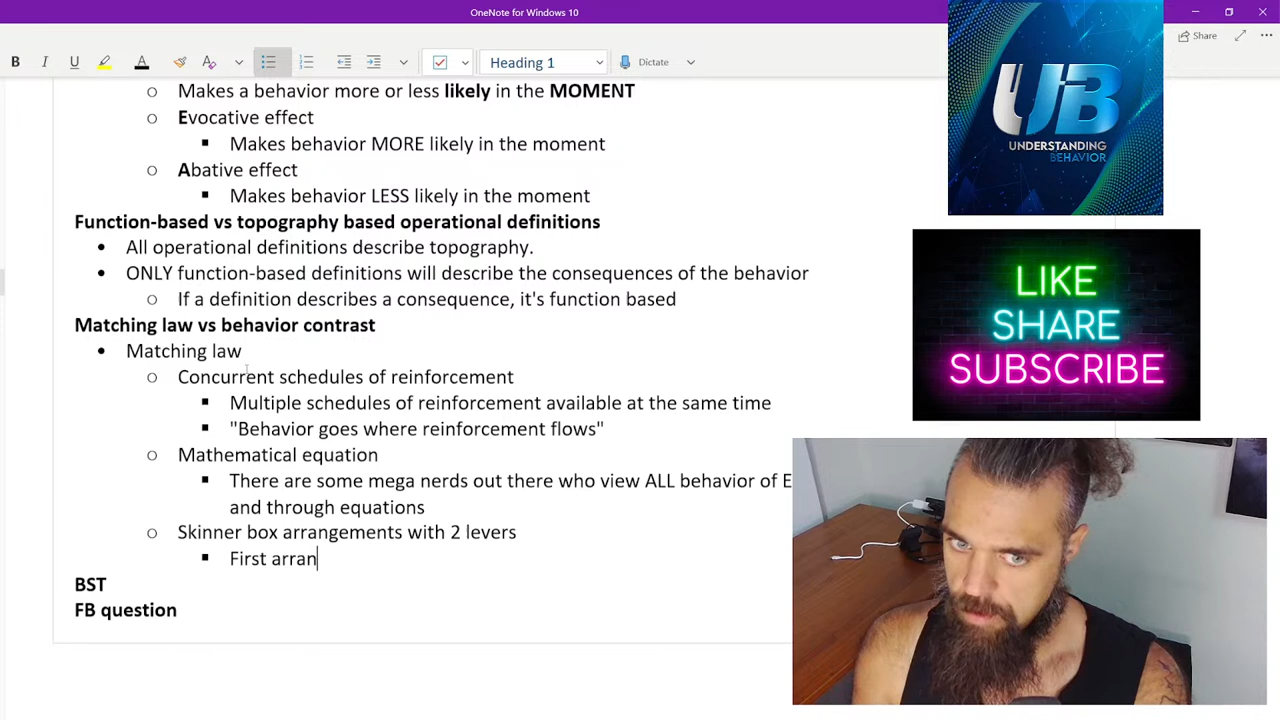 OneNote for Windows 10
Share
B I U A A Heading 1 Dictate
Makes a behavior more or less likely in the MOMENT
Evocative effect
Makes behavior MORE likely in the moment
Abative effect
Makes behavior LESS likely in the moment
Function-based vs topography based operational definitions
All operational definitions describe topography.
ONLY function-based definitions will describe the consequences of the behavior
If a definition describes a consequence, it's function based
Matching law vs behavior contrast
Matching law
Concurrent schedules of reinforcement
Multiple schedules of reinforcement available at the same time
"Behavior goes where reinforcement flows"
Mathematical equation
There are some mega nerds out there who view ALL behavior of E
and through equations
Skinner box arrangements with 2 levers
First arran
BST
FB question
UB
UNDERSTANDING
BEHAVIOR
LIKE
SHARE
SUBSCRIBE